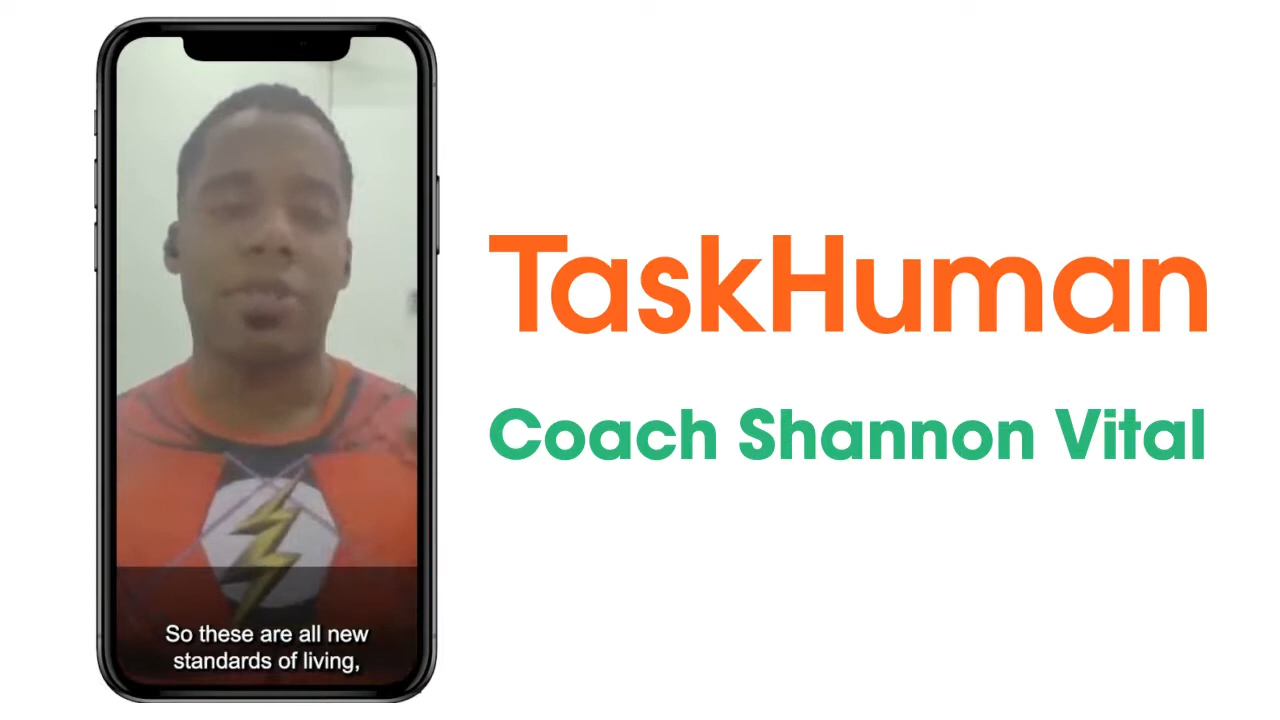 TaskHuman
Coach Shannon Vital
So these are all new
standards of living,